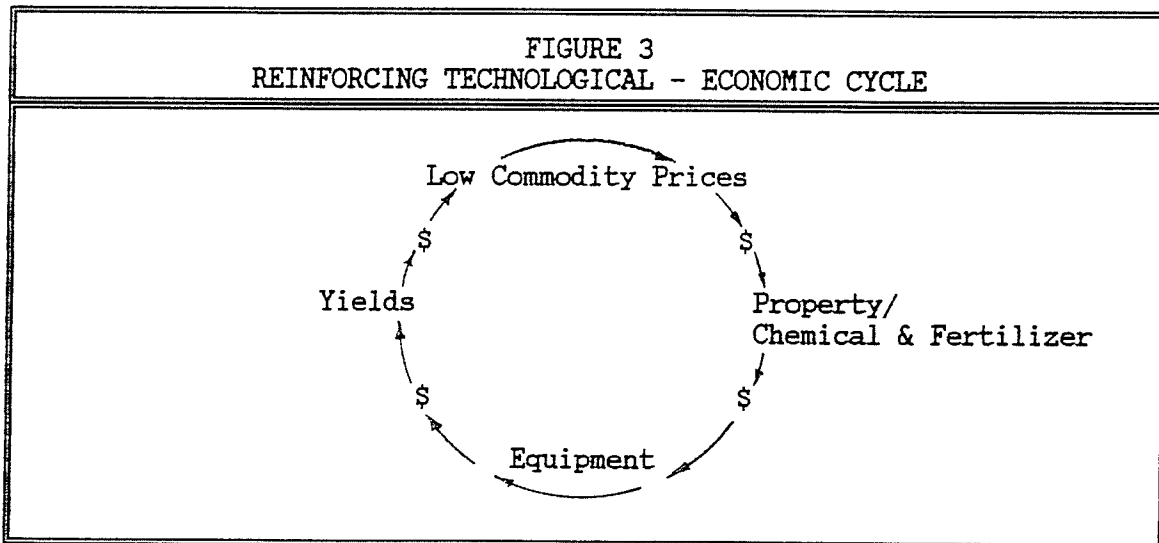 FIGURE 3
REINFORCING TECHNOLOGICAL - ECONOMIC CYCLE
Low Commodity Prices
$
$
Yields
Property/
Chemical & Fertilizer
$
$
Equipment